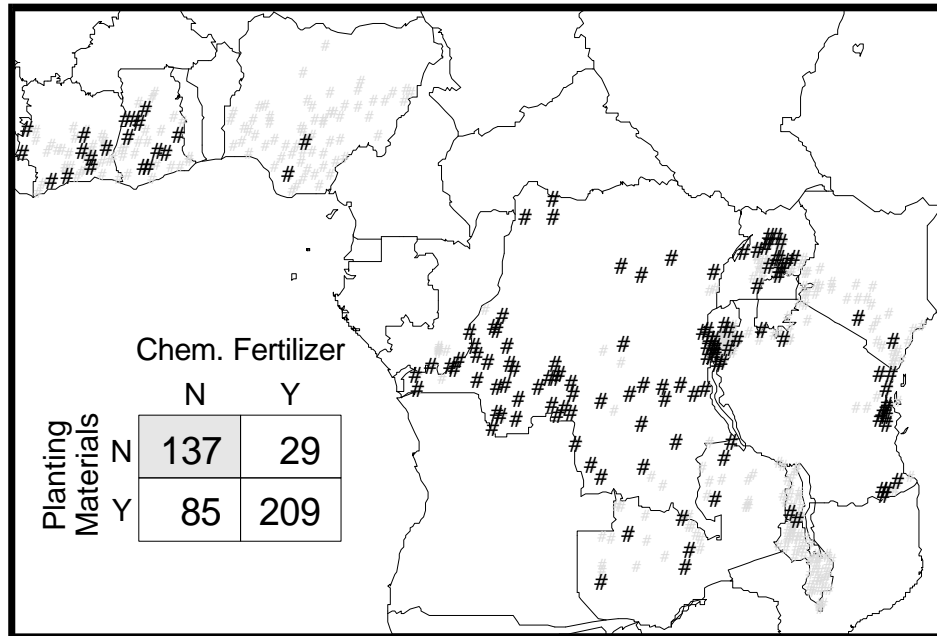 Chem. Fertilizer
N Y
Planting
Materials
N 137 29
Y 85 209